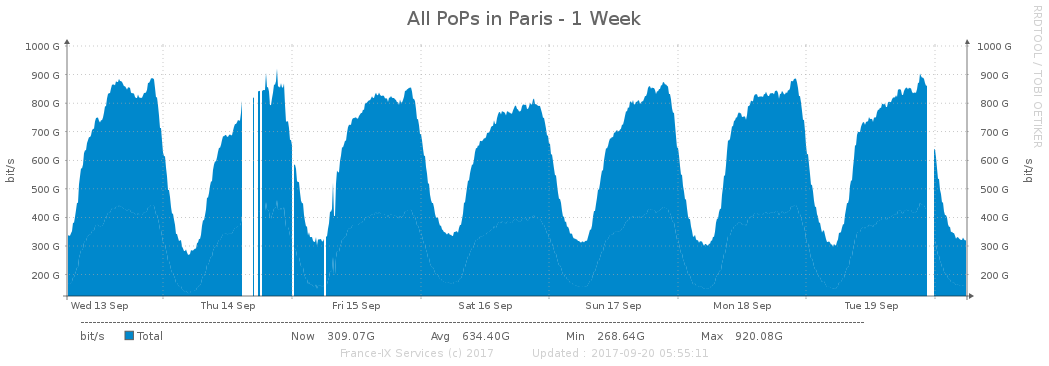 All PoPs in Paris - 1 Week
RRDTOOL / TOBI OETIKER
1000 G 1000 G
900 G 900 G
800 G 800 G
700 G 700 G
600 G 600 G
500 G 500 G
400 G 400 G
300 G 300 G
200 G 200 G
bit/s bit/s
Wed 13 Sep Thu 14 Sep Fri 15 Sep Sat 16 Sep Sun 17 Sep Mon 18 Sep Tue 19 Sep
bit/s Total Now 309.07G Avg 634.40G Min 268.64G Max 920.08G
France-IX Services (c) 2017 Updated : 2017-09-20 05:55:11